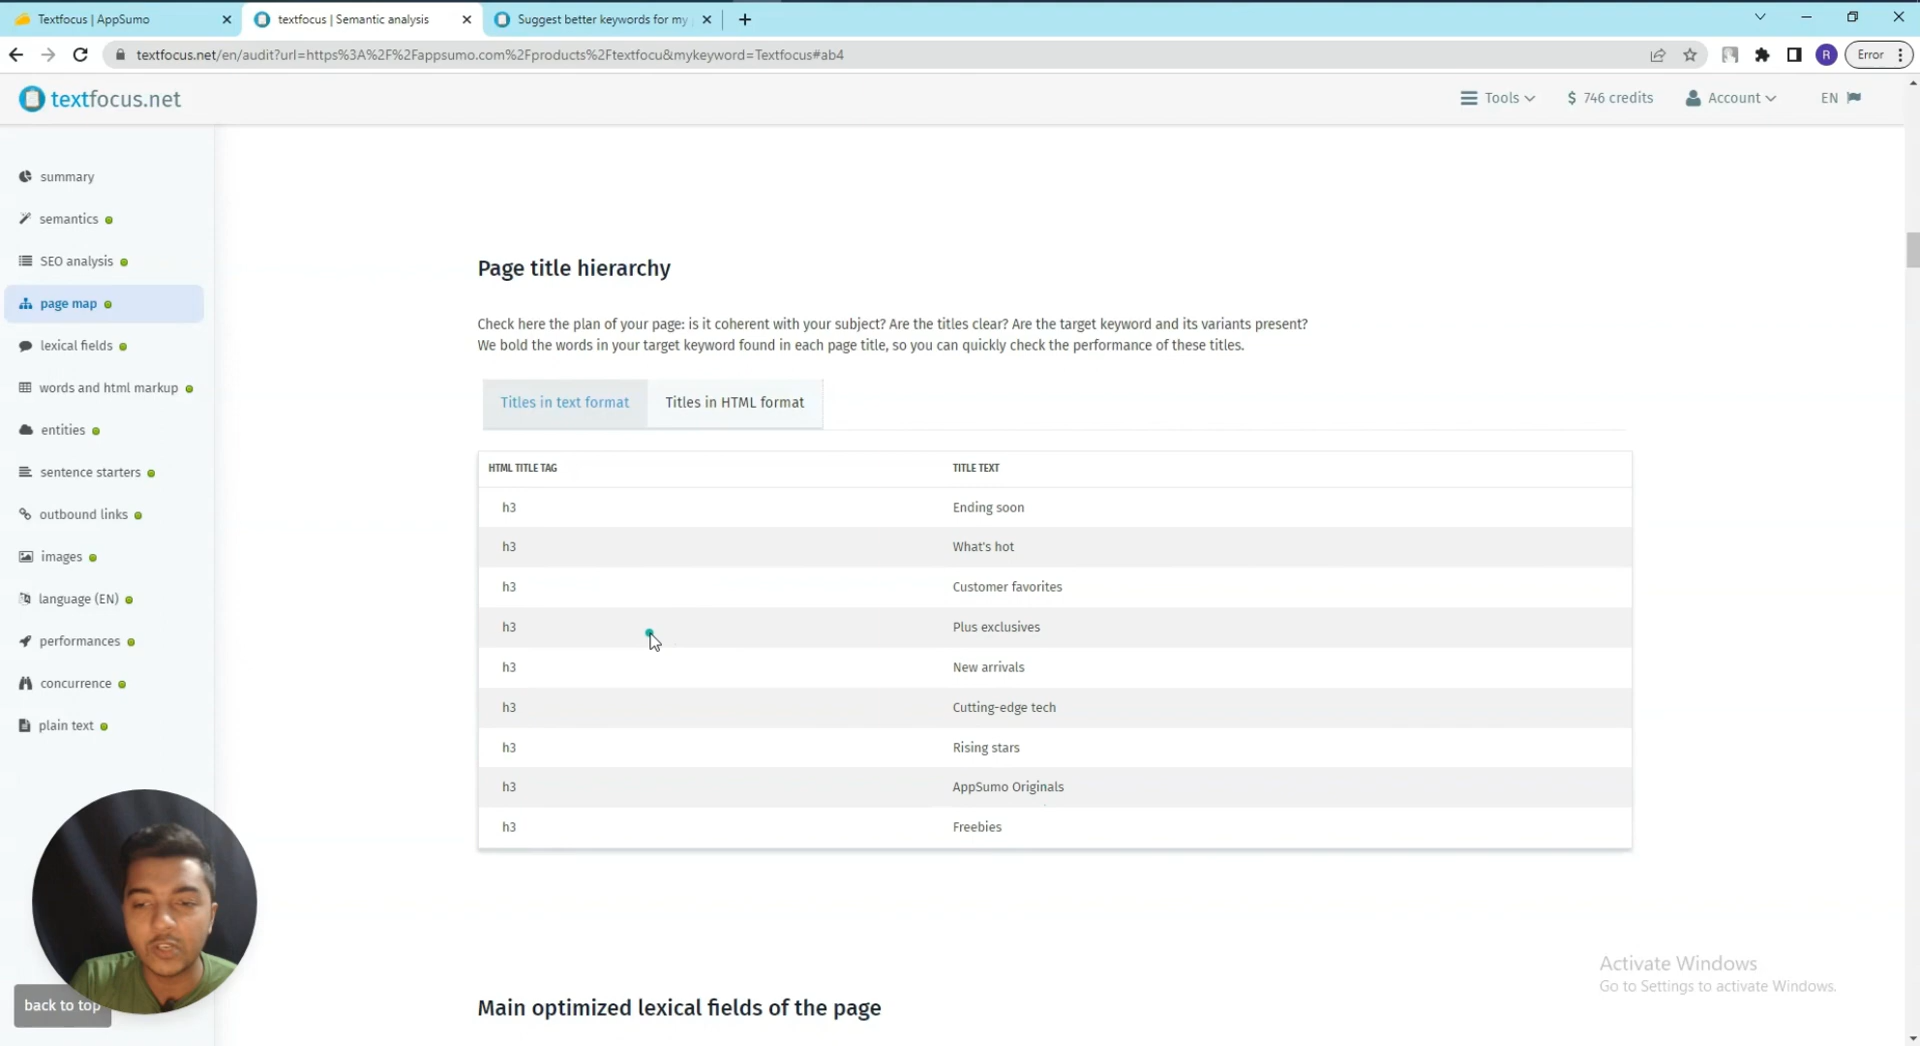 Textfocus | AppSumo
textfocus | Semantic analysis
Suggest better keywords for my
textfocus.net/en/audit?url=https%3A%2F%2Fappsumo.com%2Fproducts%2Ftextfocu&mykeyword=Textfocus#ab4
R
Error
textfocus.net
Tools
$ 746 credits
Account
EN
summary
semantics
SEO analysis
page map
lexical fields
words and html markup
entities
sentence starters
outbound links
images
language (EN)
performances
concurrence
plain text
back to top
Page title hierarchy
Check here the plan of your page: is it coherent with your subject? Are the titles clear? Are the target keyword and its variants present?
We bold the words in your target keyword found in each page title, so you can quickly check the performance of these titles.
Titles in text format Titles in HTML format
HTML TITLE TAG TITLE TEXT
h3 Ending soon
h3 What's hot
h3 Customer favorites
h3 Plus exclusives
h3 New arrivals
h3 Cutting-edge tech
h3 Rising stars
h3 AppSumo Originals
h3 Freebies
Main optimized lexical fields of the page
Activate Windows
Go to Settings to activate Windows.